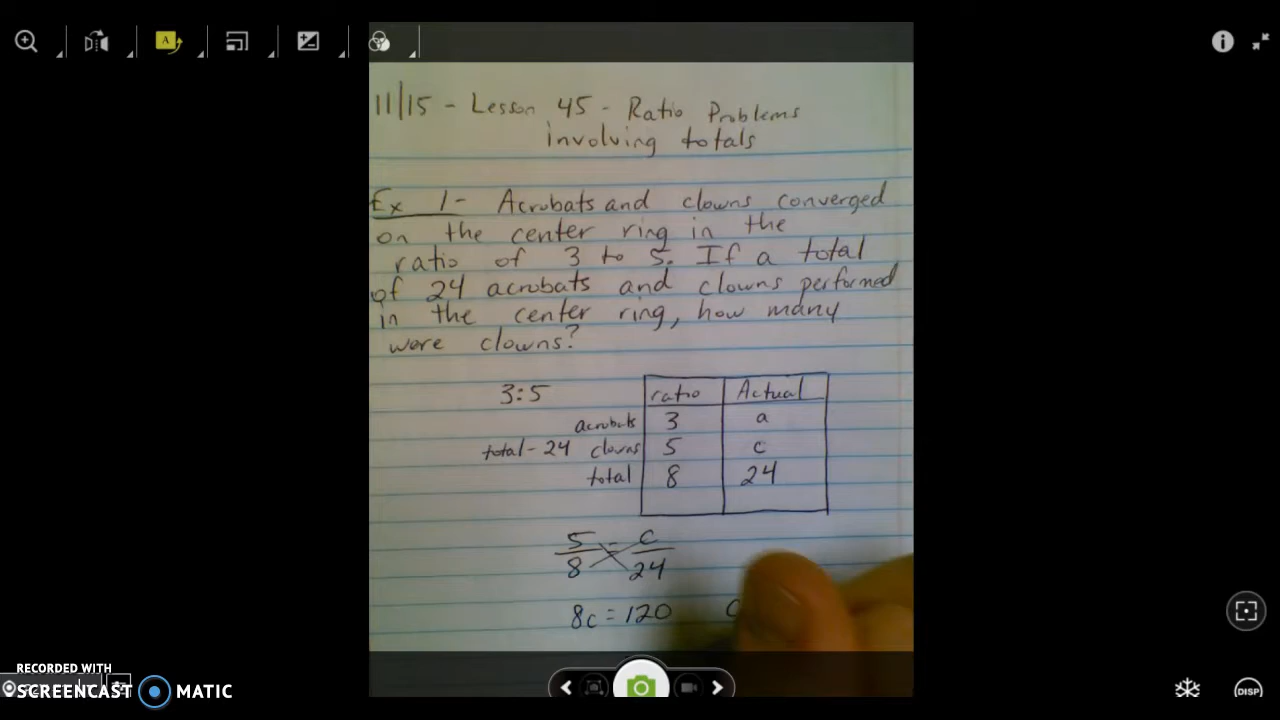 11/15 - Lesson 45 - Ratio Problems
involving totals
Ex 1- Acrobats and clowns converged
on the center ring in the
ratio of 3 to 5. If a total
of 24 acrobats and clowns performed
in the center ring, how many
were clowns?
3:5
ratio Actual
acrobats 3 a
total - 24 clowns 5 c
total 8 24
5/8 = c/24
8c = 120
RECORDED WITH
SCREENCAST MATIC
DISP